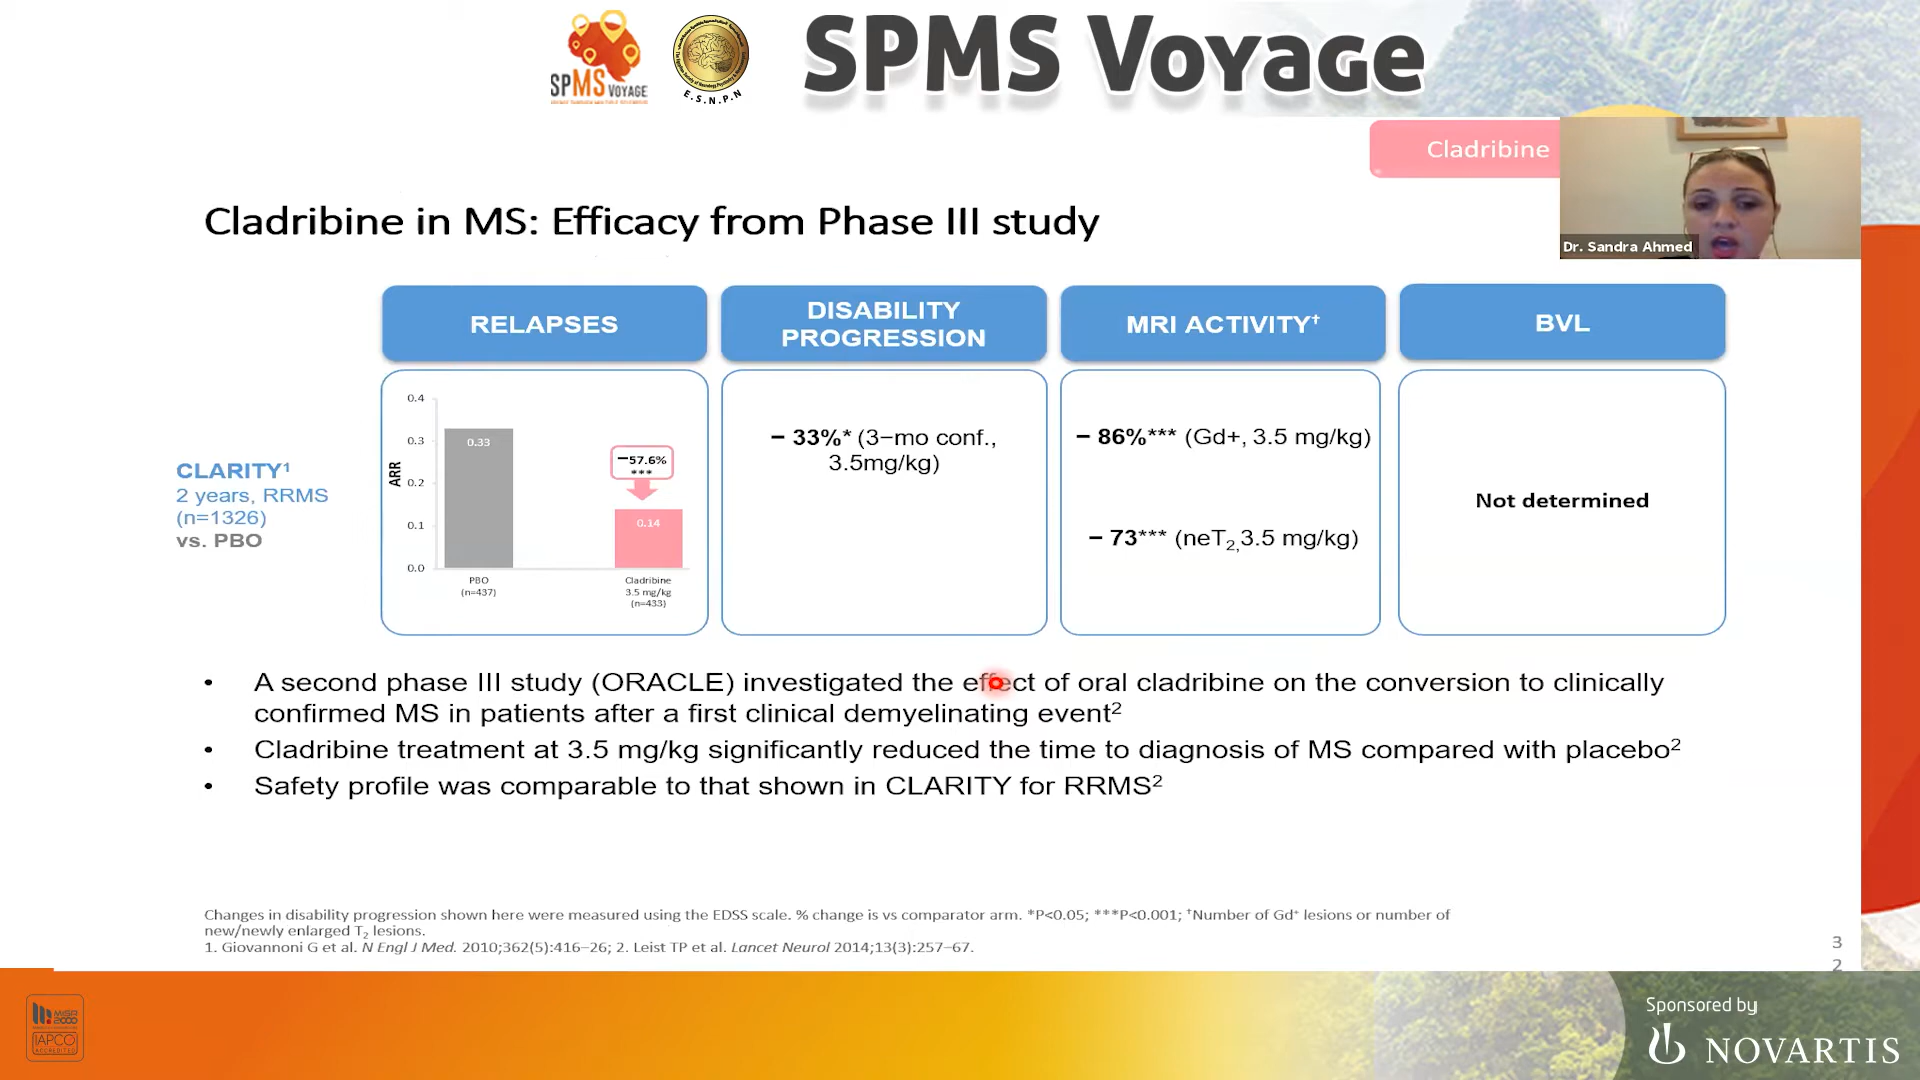 SPMS VOYAGE
E.S.N.P.N
SPMS Voyage
Cladribine
Dr. Sandra Ahmed
Cladribine in MS: Efficacy from Phase III study
RELAPSES
DISABILITY
PROGRESSION
MRI ACTIVITY†
BVL
CLARITY¹
2 years, RRMS
(n=1326)
vs. PBO
ARR
0.4
0.3
0.2
0.1
0.0
0.33
−57.6%
***
0.14
PBO
(n=437)
Cladribine
3.5 mg/kg
(n=433)
− 33%* (3−mo conf.,
3.5mg/kg)
− 86%*** (Gd+, 3.5 mg/kg)
− 73*** (neT2,3.5 mg/kg)
Not determined
• A second phase III study (ORACLE) investigated the effect of oral cladribine on the conversion to clinically
confirmed MS in patients after a first clinical demyelinating event²
• Cladribine treatment at 3.5 mg/kg significantly reduced the time to diagnosis of MS compared with placebo²
• Safety profile was comparable to that shown in CLARITY for RRMS²
Changes in disability progression shown here were measured using the EDSS scale. % change is vs comparator arm. *P<0.05; ***P<0.001; †Number of Gd⁺ lesions or number of
new/newly enlarged T2 lesions.
1. Giovannoni G et al. N Engl J Med. 2010;362(5):416–26; 2. Leist TP et al. Lancet Neurol 2014;13(3):257–67.
3
2
MISR
2000
IAPCO
ACCREDITED
Sponsored by
NOVARTIS